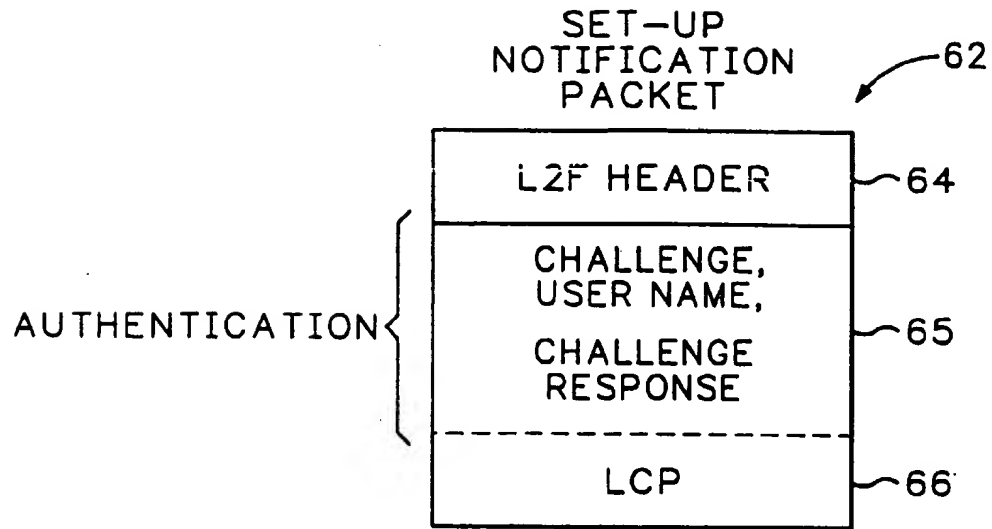 SET-UP
NOTIFICATION
PACKET
62
L2F HEADER
64
AUTHENTICATION
CHALLENGE,
USER NAME,
CHALLENGE
RESPONSE
65
LCP
66